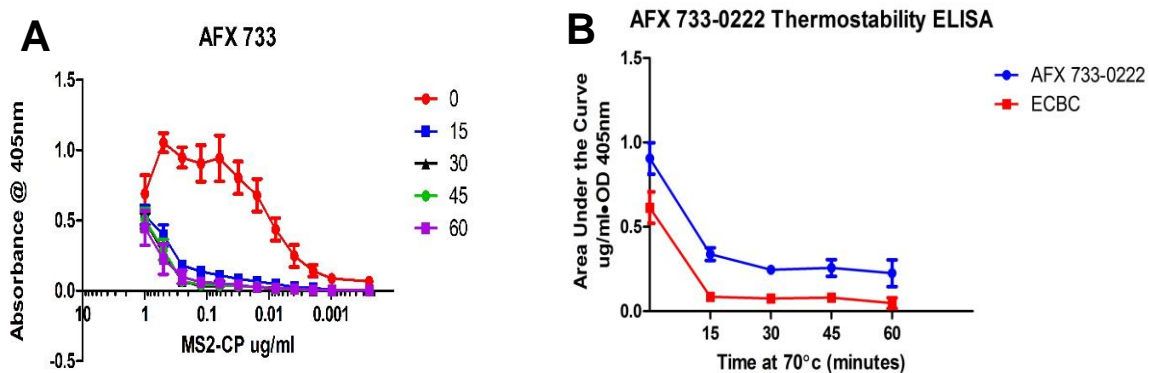 A
AFX 733
Absorbance @ 405nm
1.5
1.0
0.5
0.0
-0.5
10
1
0.1
0.01
0.001
MS2-CP ug/ml
0
15
30
45
60
B
AFX 733-0222 Thermostability ELISA
Area Under the Curve
ug/ml•OD 405nm
1.5
1.0
0.5
0.0
15
30
45
60
Time at 70°c (minutes)
AFX 733-0222
ECBC